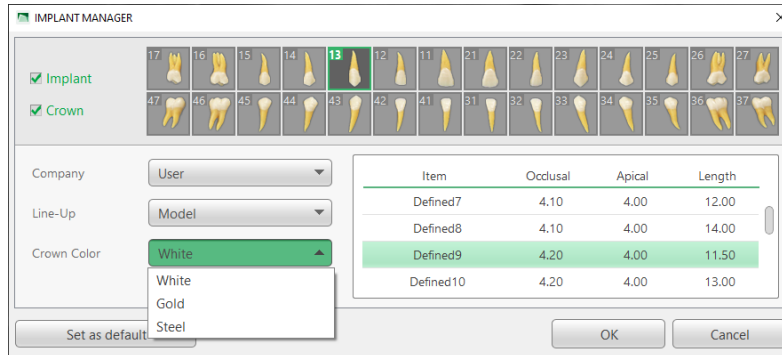 IMPLANT MANAGER
Implant
Crown
17 16 15 14 13 12 11 21 22 23 24 25 26 27
47 46 45 44 43 42 41 31 32 33 34 35 36 37
Company User
Line-Up Model
Crown Color White
White
Gold
Steel
Item Occlusal Apical Length
Defined7 4.10 4.00 12.00
Defined8 4.10 4.00 14.00
Defined9 4.20 4.00 11.50
Defined10 4.20 4.00 13.00
Set as default OK Cancel